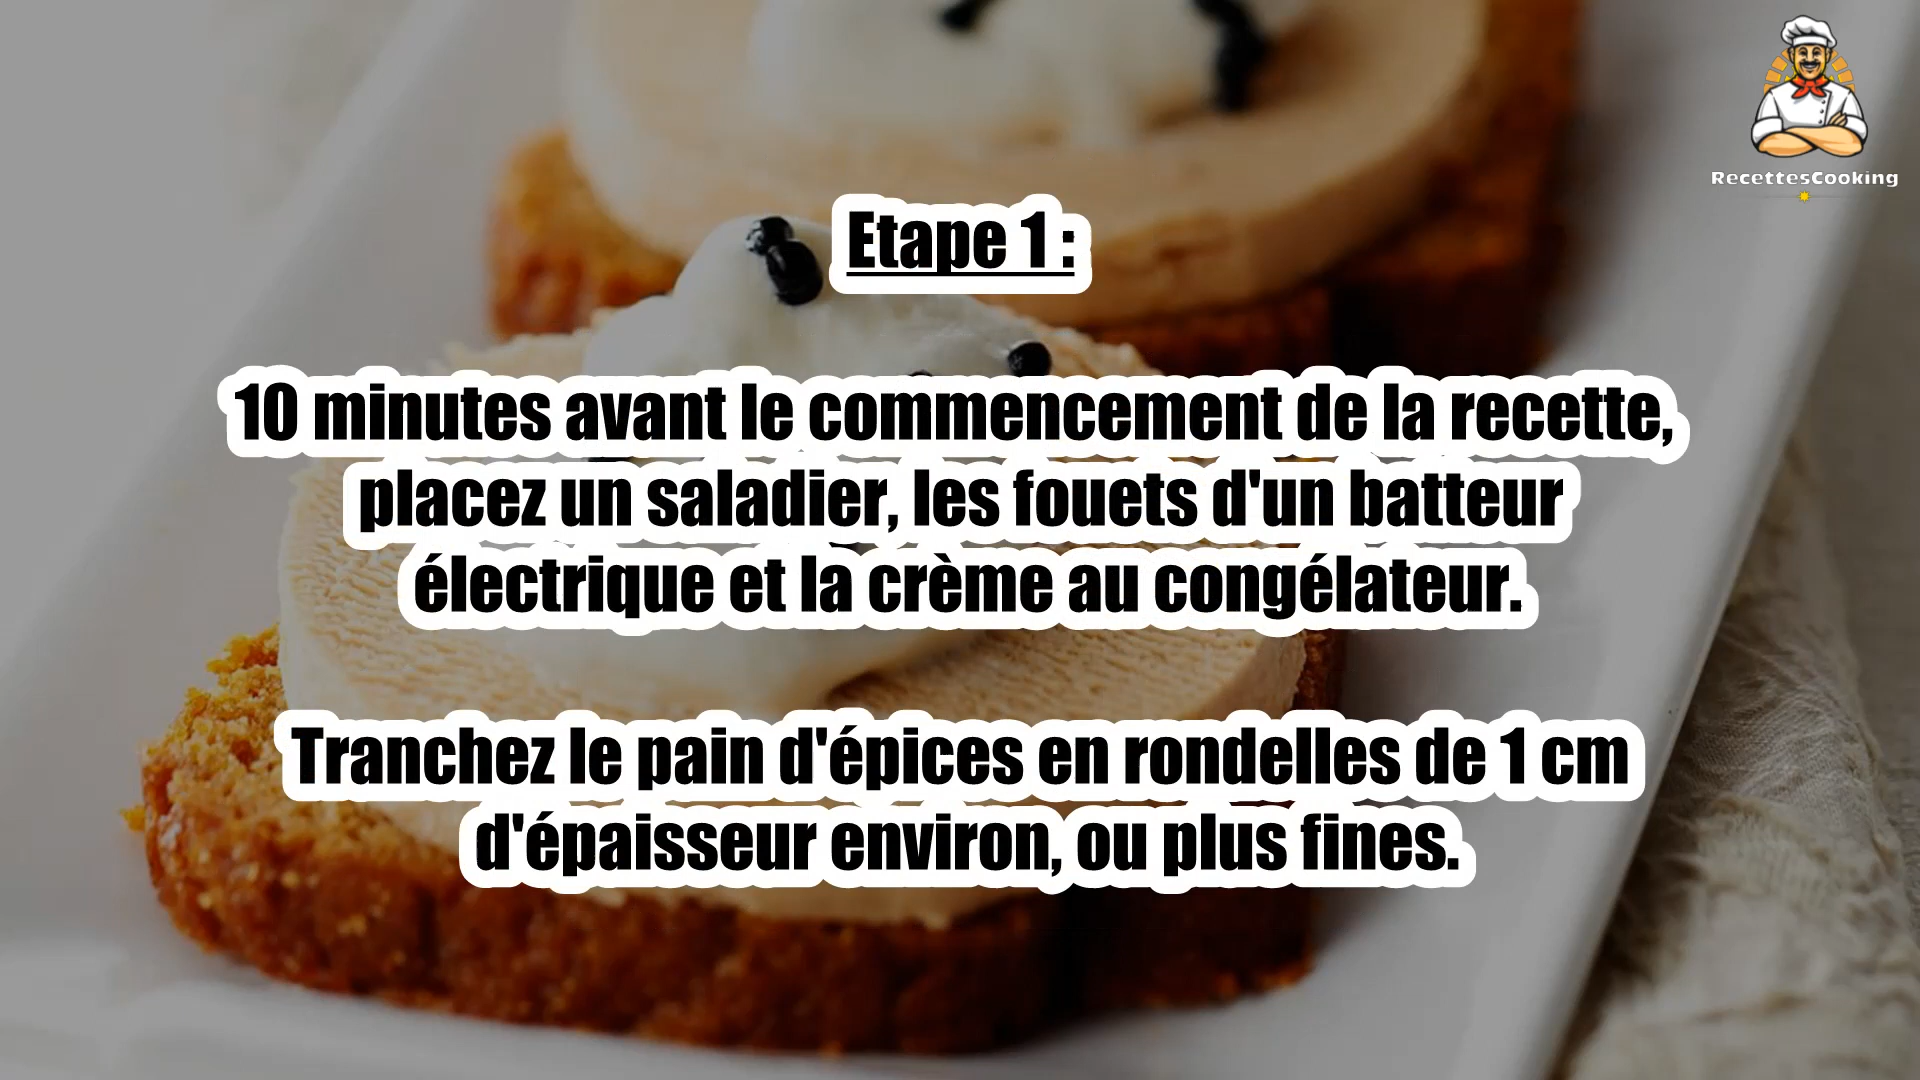 RecettesCooking
Etape 1 :
10 minutes avant le commencement de la recette,
placez un saladier, les fouets d'un batteur
électrique et la crème au congélateur.
Tranchez le pain d'épices en rondelles de 1 cm
d'épaisseur environ, ou plus fines.